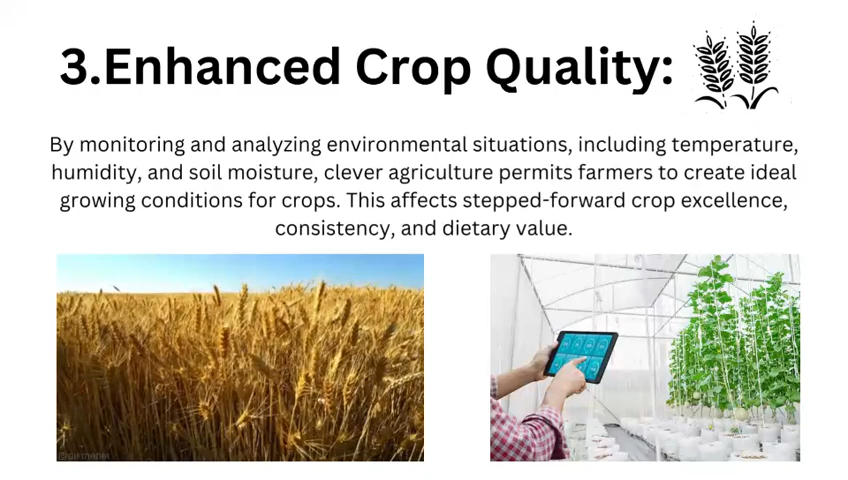 3.Enhanced Crop Quality:
By monitoring and analyzing environmental situations, including temperature,
humidity, and soil moisture, clever agriculture permits farmers to create ideal
growing conditions for crops. This affects stepped-forward crop excellence,
consistency, and dietary value.